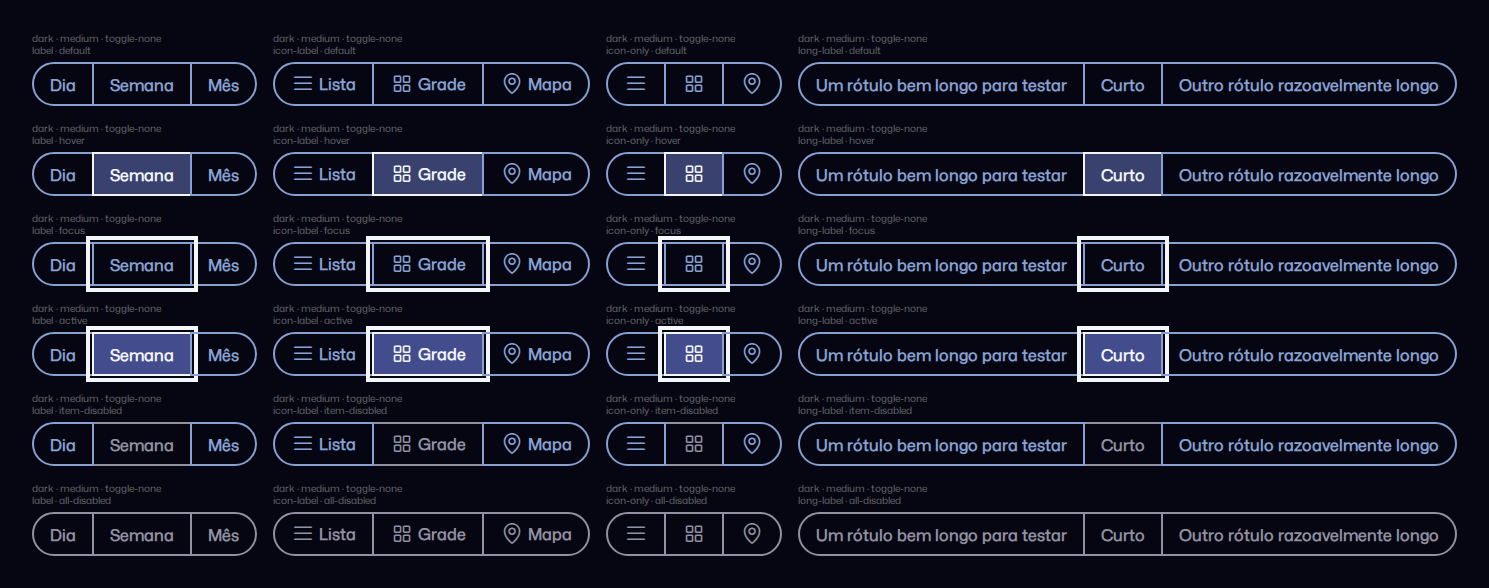 dark · medium · toggle-none
label · default
dark · medium · toggle-none
icon-label · default
dark · medium · toggle-none
icon-only · default
dark · medium · toggle-none
long-label · default
Dia Semana Mês
Lista Grade Mapa
Um rótulo bem longo para testar Curto Outro rótulo razoavelmente longo
dark · medium · toggle-none
label · hover
dark · medium · toggle-none
icon-label · hover
dark · medium · toggle-none
icon-only · hover
dark · medium · toggle-none
long-label · hover
Dia Semana Mês
Lista Grade Mapa
Um rótulo bem longo para testar Curto Outro rótulo razoavelmente longo
dark · medium · toggle-none
label · focus
dark · medium · toggle-none
icon-label · focus
dark · medium · toggle-none
icon-only · focus
dark · medium · toggle-none
long-label · focus
Dia Semana Mês
Lista Grade Mapa
Um rótulo bem longo para testar Curto Outro rótulo razoavelmente longo
dark · medium · toggle-none
label · active
dark · medium · toggle-none
icon-label · active
dark · medium · toggle-none
icon-only · active
dark · medium · toggle-none
long-label · active
Dia Semana Mês
Lista Grade Mapa
Um rótulo bem longo para testar Curto Outro rótulo razoavelmente longo
dark · medium · toggle-none
label · item-disabled
dark · medium · toggle-none
icon-label · item-disabled
dark · medium · toggle-none
icon-only · item-disabled
dark · medium · toggle-none
long-label · item-disabled
Dia Semana Mês
Lista Grade Mapa
Um rótulo bem longo para testar Curto Outro rótulo razoavelmente longo
dark · medium · toggle-none
label · all-disabled
dark · medium · toggle-none
icon-label · all-disabled
dark · medium · toggle-none
icon-only · all-disabled
dark · medium · toggle-none
long-label · all-disabled
Dia Semana Mês
Lista Grade Mapa
Um rótulo bem longo para testar Curto Outro rótulo razoavelmente longo